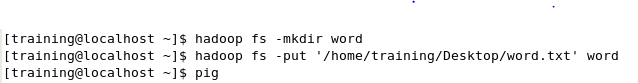 [training@localhost ~]$ hadoop fs -mkdir word
[training@localhost ~]$ hadoop fs -put '/home/training/Desktop/word.txt' word
[training@localhost ~]$ pig